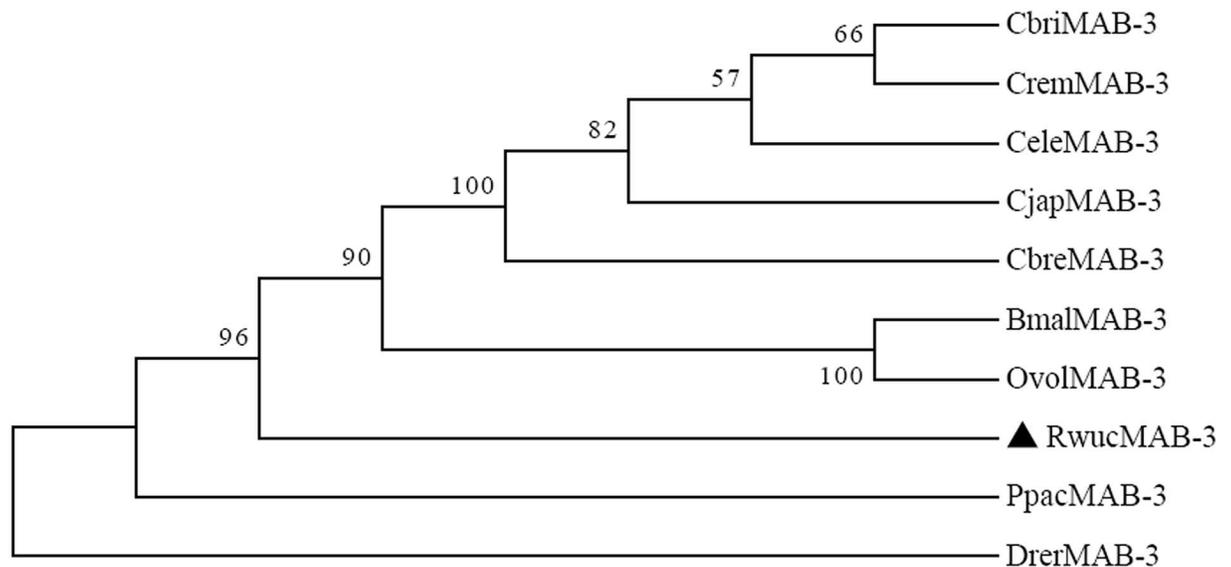 CbriMAB-3
66
CremMAB-3
57
CeleMAB-3
82
CjapMAB-3
100
CbreMAB-3
90
BmalMAB-3
100
OvolMAB-3
96
▲ RwucMAB-3
PpacMAB-3
DrerMAB-3